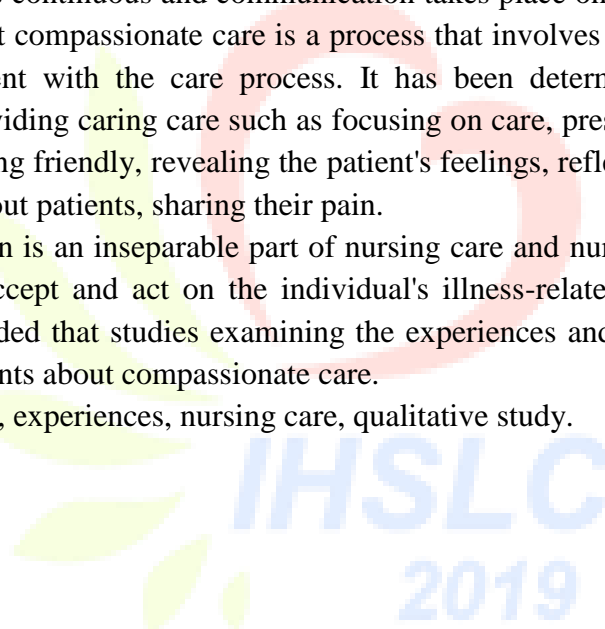 continuous and communication takes place on
t compassionate care is a process that involves
ent with the care process. It has been determ
viding caring care such as focusing on care, pres
ng friendly, revealing the patient's feelings, refle
out patients, sharing their pain.
n is an inseparable part of nursing care and nur
ccept and act on the individual's illness-relate
ded that studies examining the experiences and
nts about compassionate care.
, experiences, nursing care, qualitative study.
IHSLC
2019